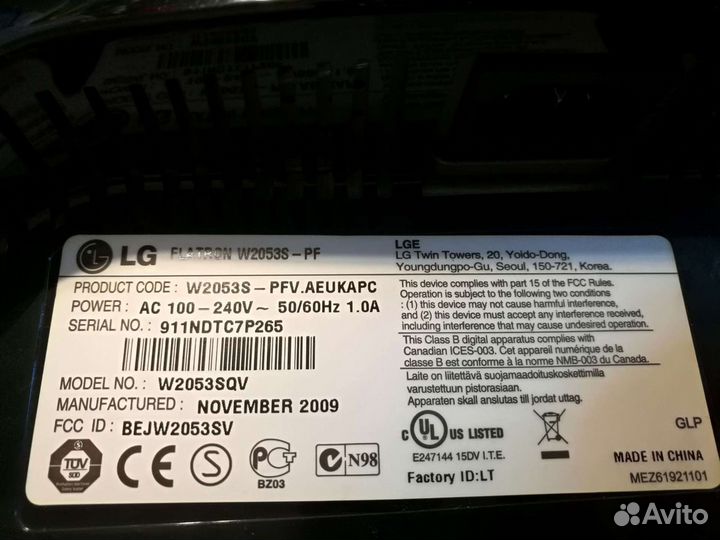 LG FLATRON W2053S-PF
PRODUCT CODE: W2053S-PFV.AEUKAPC
POWER: AC 100-240V~ 50/60Hz 1.0A
SERIAL NO.: 911NDTC7P265
MODEL NO.: W2053SQV
MANUFACTURED: NOVEMBER 2009
FCC ID: BEJW2053SV
TÜV
SÜD
CE
S
PCT
BZ03
N98
LGE
LG Twin Towers, 20, Yoido-Dong,
Youngdungpo-Gu, Seoul, 150-721, Korea.
This device complies with part 15 of the FCC Rules.
Operation is subject to the following two conditions
: (1) this device may not cause harmful interference,
and (2) this device must accept any interference received,
including interference that may cause undesired operation.
This Class B digital apparatus complies with
Canadian ICES-003. Cet appareil numérique de la
classe B est conforme à la norme NMB-003 du Canada.
Laite on liitettävä suojamaadoituskoskettimilla
varustettuun pistorasiaan.
Apparaten skall anslutas till jordat uttag.
C UL US LISTED
E247144 15DV I.T.E.
Factory ID:LT
GLP
MADE IN CHINA
MEZ61921101
Avito